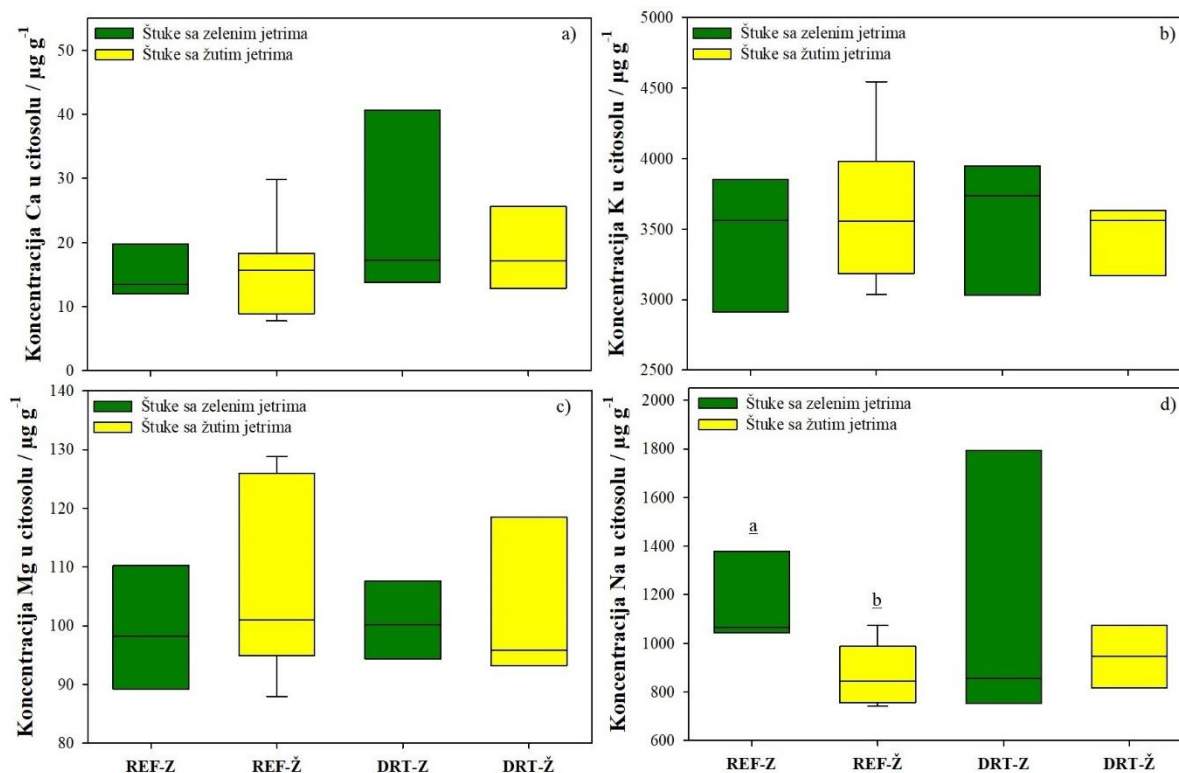 Koncentracija Ca u citosolu / µg g⁻¹
50
40
30
20
10
0
Štuke sa zelenim jetrima
Štuke sa žutim jetrima
a)
Koncentracija K u citosolu / µg g⁻¹
5000
4500
4000
3500
3000
2500
Štuke sa zelenim jetrima
Štuke sa žutim jetrima
b)
Koncentracija Mg u citosolu / µg g⁻¹
140
130
120
110
100
90
80
Štuke sa zelenim jetrima
Štuke sa žutim jetrima
c)
REF-Z REF-Ž DRT-Z DRT-Ž
Koncentracija Na u citosolu / µg g⁻¹
2000
1800
1600
1400
1200
1000
800
600
Štuke sa zelenim jetrima
Štuke sa žutim jetrima
d)
a
b
REF-Z REF-Ž DRT-Z DRT-Ž